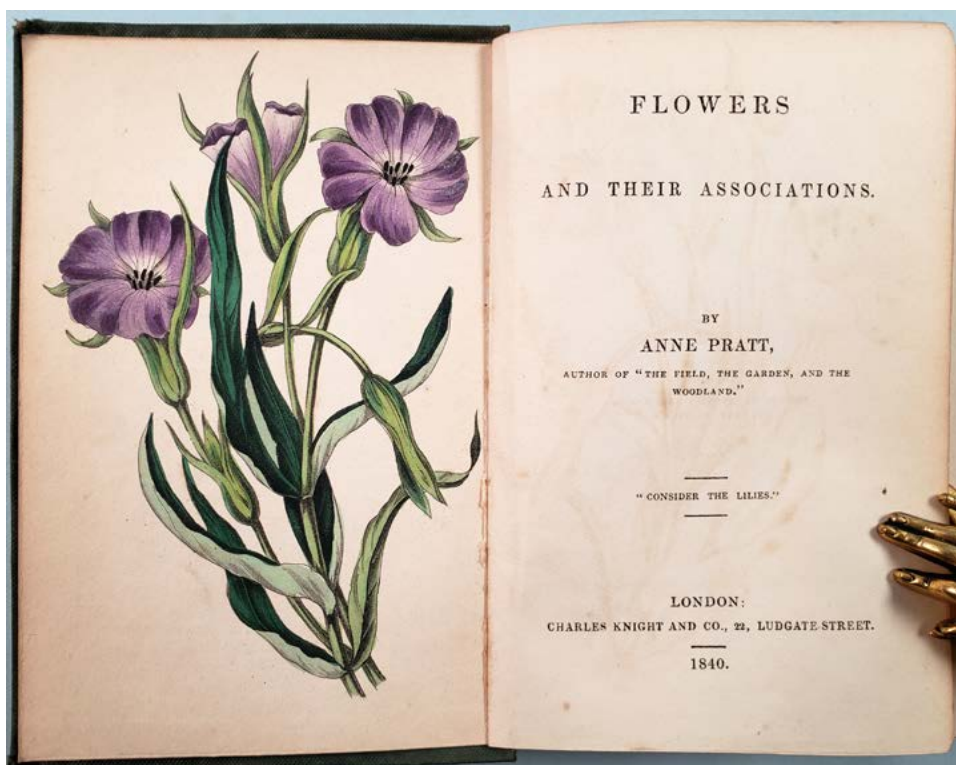 FLOWERS
AND THEIR ASSOCIATIONS.
BY
ANNE PRATT,
AUTHOR OF "THE FIELD, THE GARDEN, AND THE
WOODLAND."
"CONSIDER THE LILIES."
LONDON:
CHARLES KNIGHT AND CO., 22, LUDGATE-STREET.
1840.